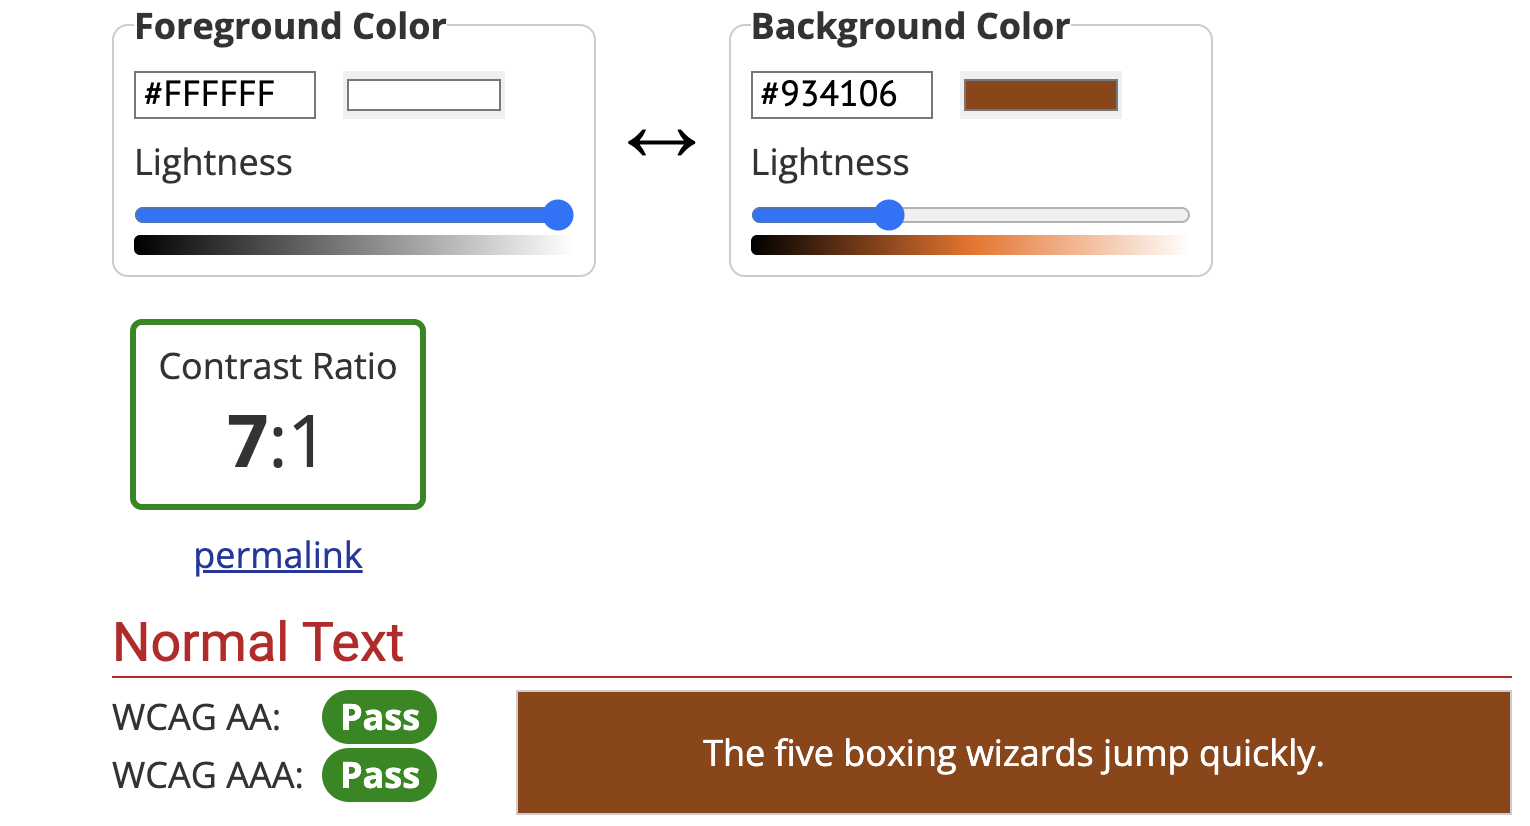 Foreground Color
#FFFFFF
Lightness
Background Color
#934106
Lightness
Contrast Ratio
7:1
permalink
Normal Text
WCAG AA: Pass
WCAG AAA: Pass
The five boxing wizards jump quickly.